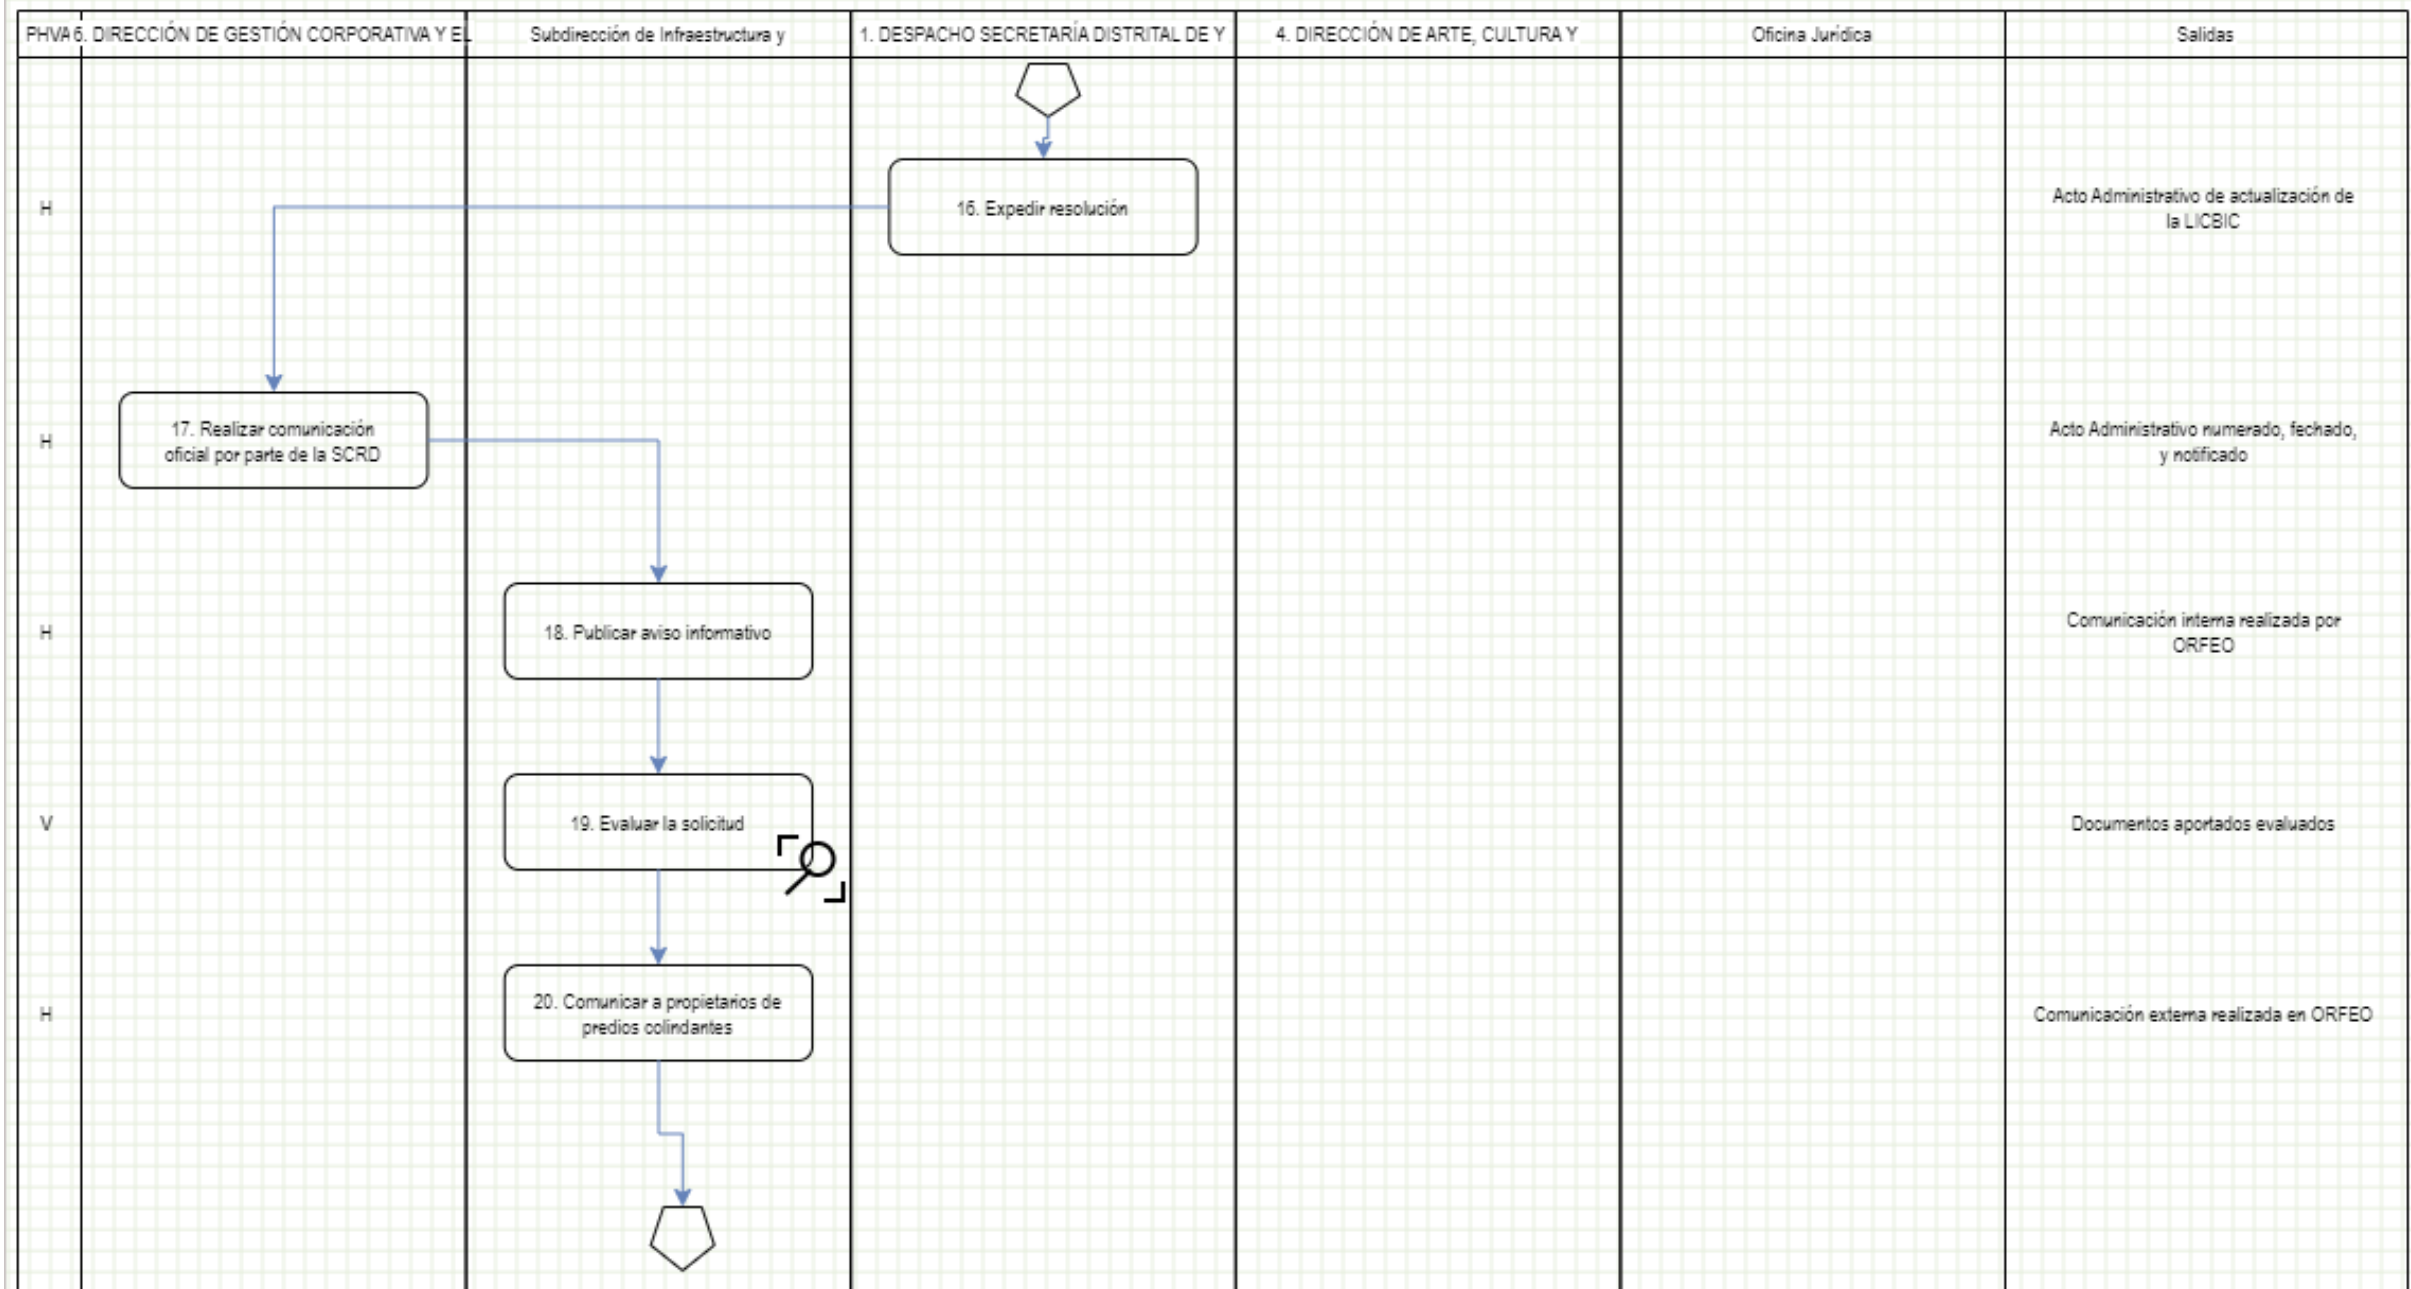 PHVA
6. DIRECCIÓN DE GESTIÓN CORPORATIVA Y EL
Subdirección de Infraestructura y
1. DESPACHO SECRETARÍA DISTRITAL DE Y
4. DIRECCIÓN DE ARTE, CULTURA Y
Oficina Jurídica
Salidas
H
16. Expedir resolución
Acto Administrativo de actualización de
la LICBIC
H
17. Realizar comunicación
oficial por parte de la SCRD
Acto Administrativo numerado, fechado,
y notificado
H
18. Publicar aviso informativo
Comunicación interna realizada por
ORFEO
V
19. Evaluar la solicitud
Documentos aportados evaluados
H
20. Comunicar a propietarios de
predios colindantes
Comunicación externa realizada en ORFEO